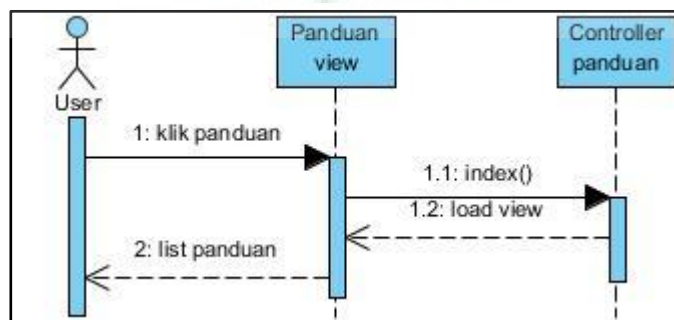 Panduan
view
Controller
panduan
User
1: klik panduan
1.1: index()
1.2: load view
2: list panduan